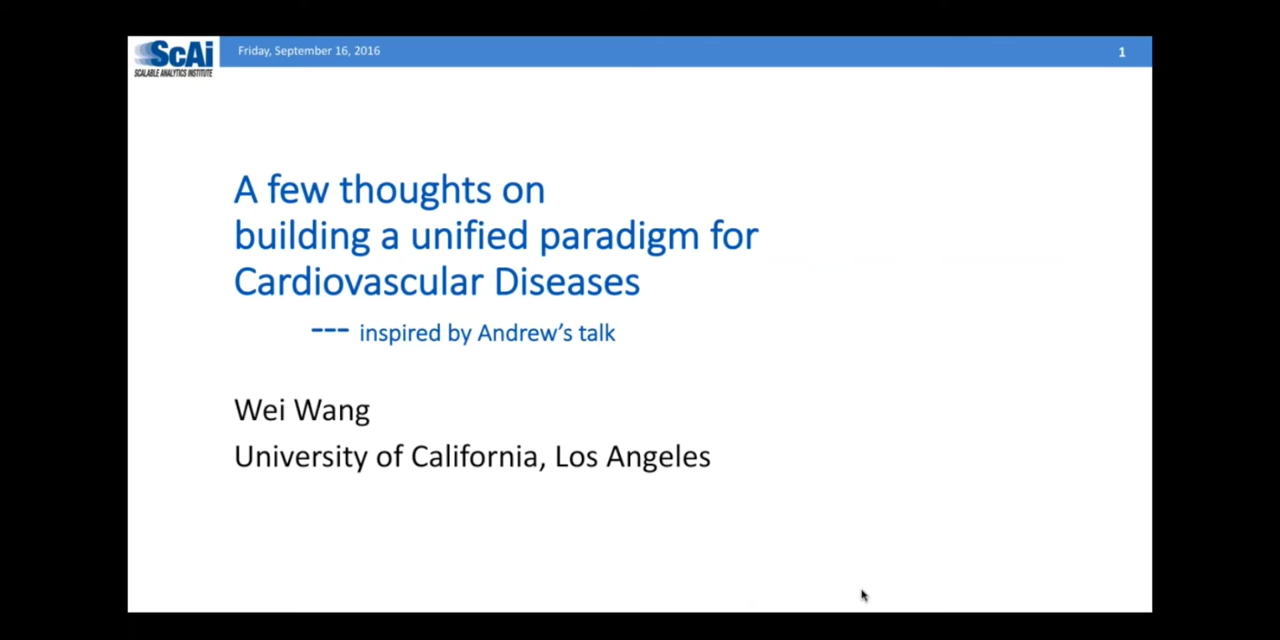 ScAi
SCALABLE ANALYTICS INSTITUTE
Friday, September 16, 2016
1
A few thoughts on
building a unified paradigm for
Cardiovascular Diseases
--- inspired by Andrew’s talk
Wei Wang
University of California, Los Angeles